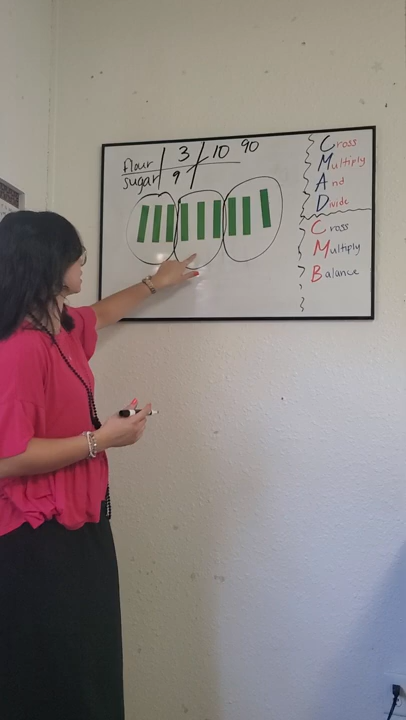 flour 3 10 90
sugar 9
Cross
Multiply
And
Divide
Cross
Multiply
Balance